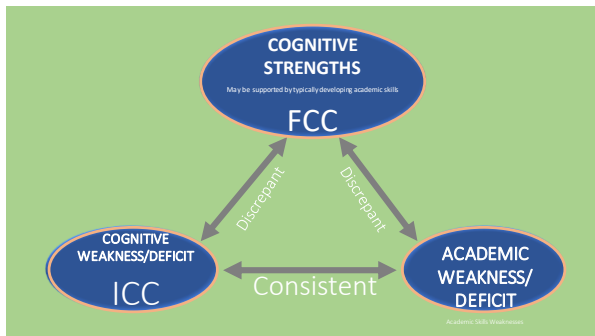 COGNITIVE
STRENGTHS
May be supported by typically developing academic skills
FCC
Discrepant
Discrepant
COGNITIVE
WEAKNESS/DEFICIT
ICC
Consistent
ACADEMIC
WEAKNESS/
DEFICIT
Academic Skills Weaknesses